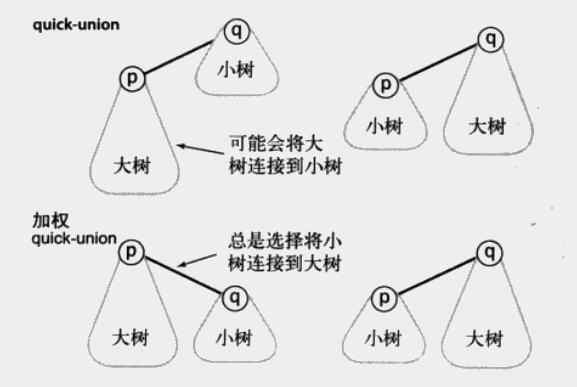 quick-union
q
小树
p
大树
可能会将大
树连接到小树
q
p
小树
大树
加权
quick-union
p
总是选择将小
树连接到大树
q
大树
小树
q
p
小树
大树